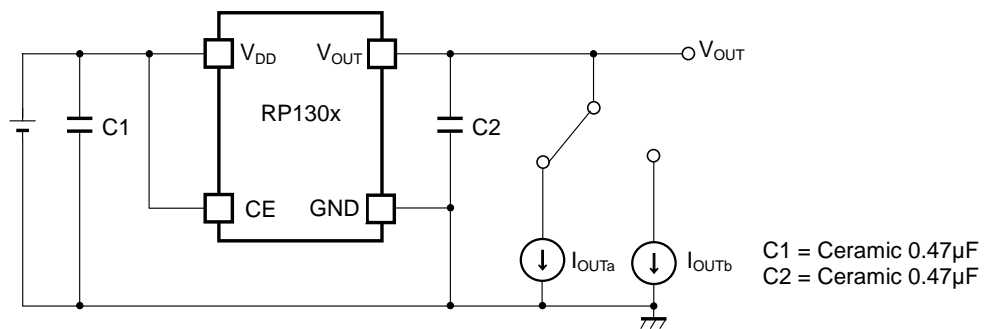 VDD
VOUT
VOUT
RP130x
C1
C2
CE
GND
IOUTa
IOUTb
C1 = Ceramic 0.47μF
C2 = Ceramic 0.47μF